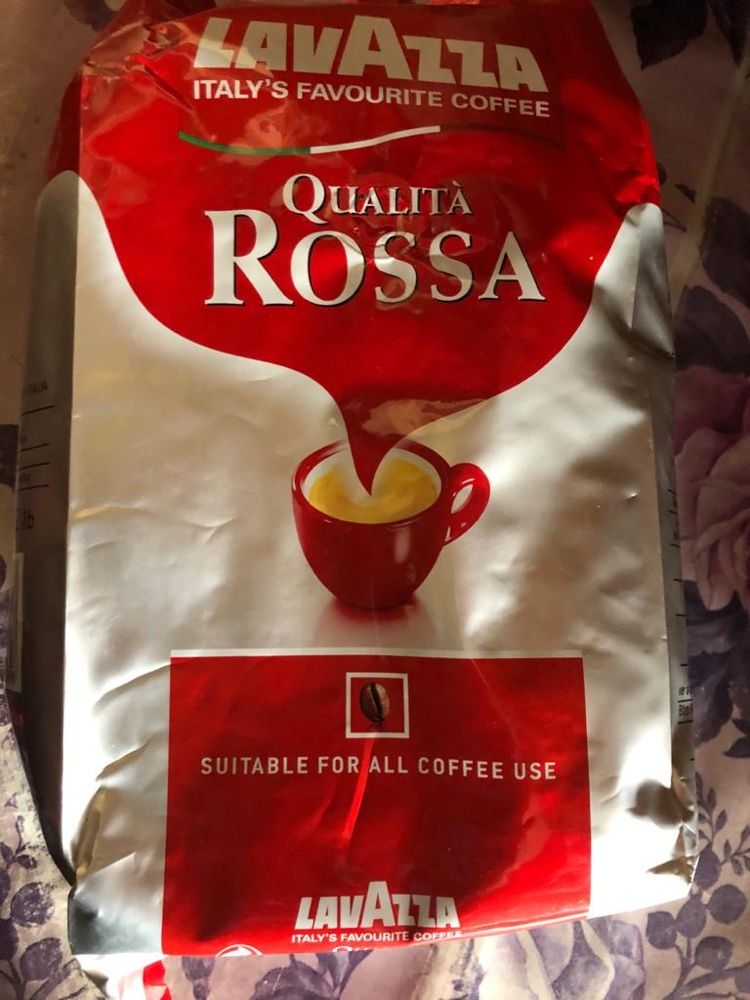 LAVAZZA
ITALY'S FAVOURITE COFFEE
QUALITÀ
ROSSA
SUITABLE FOR ALL COFFEE USE
LAVAZZA
ITALY'S FAVOURITE COFFEE